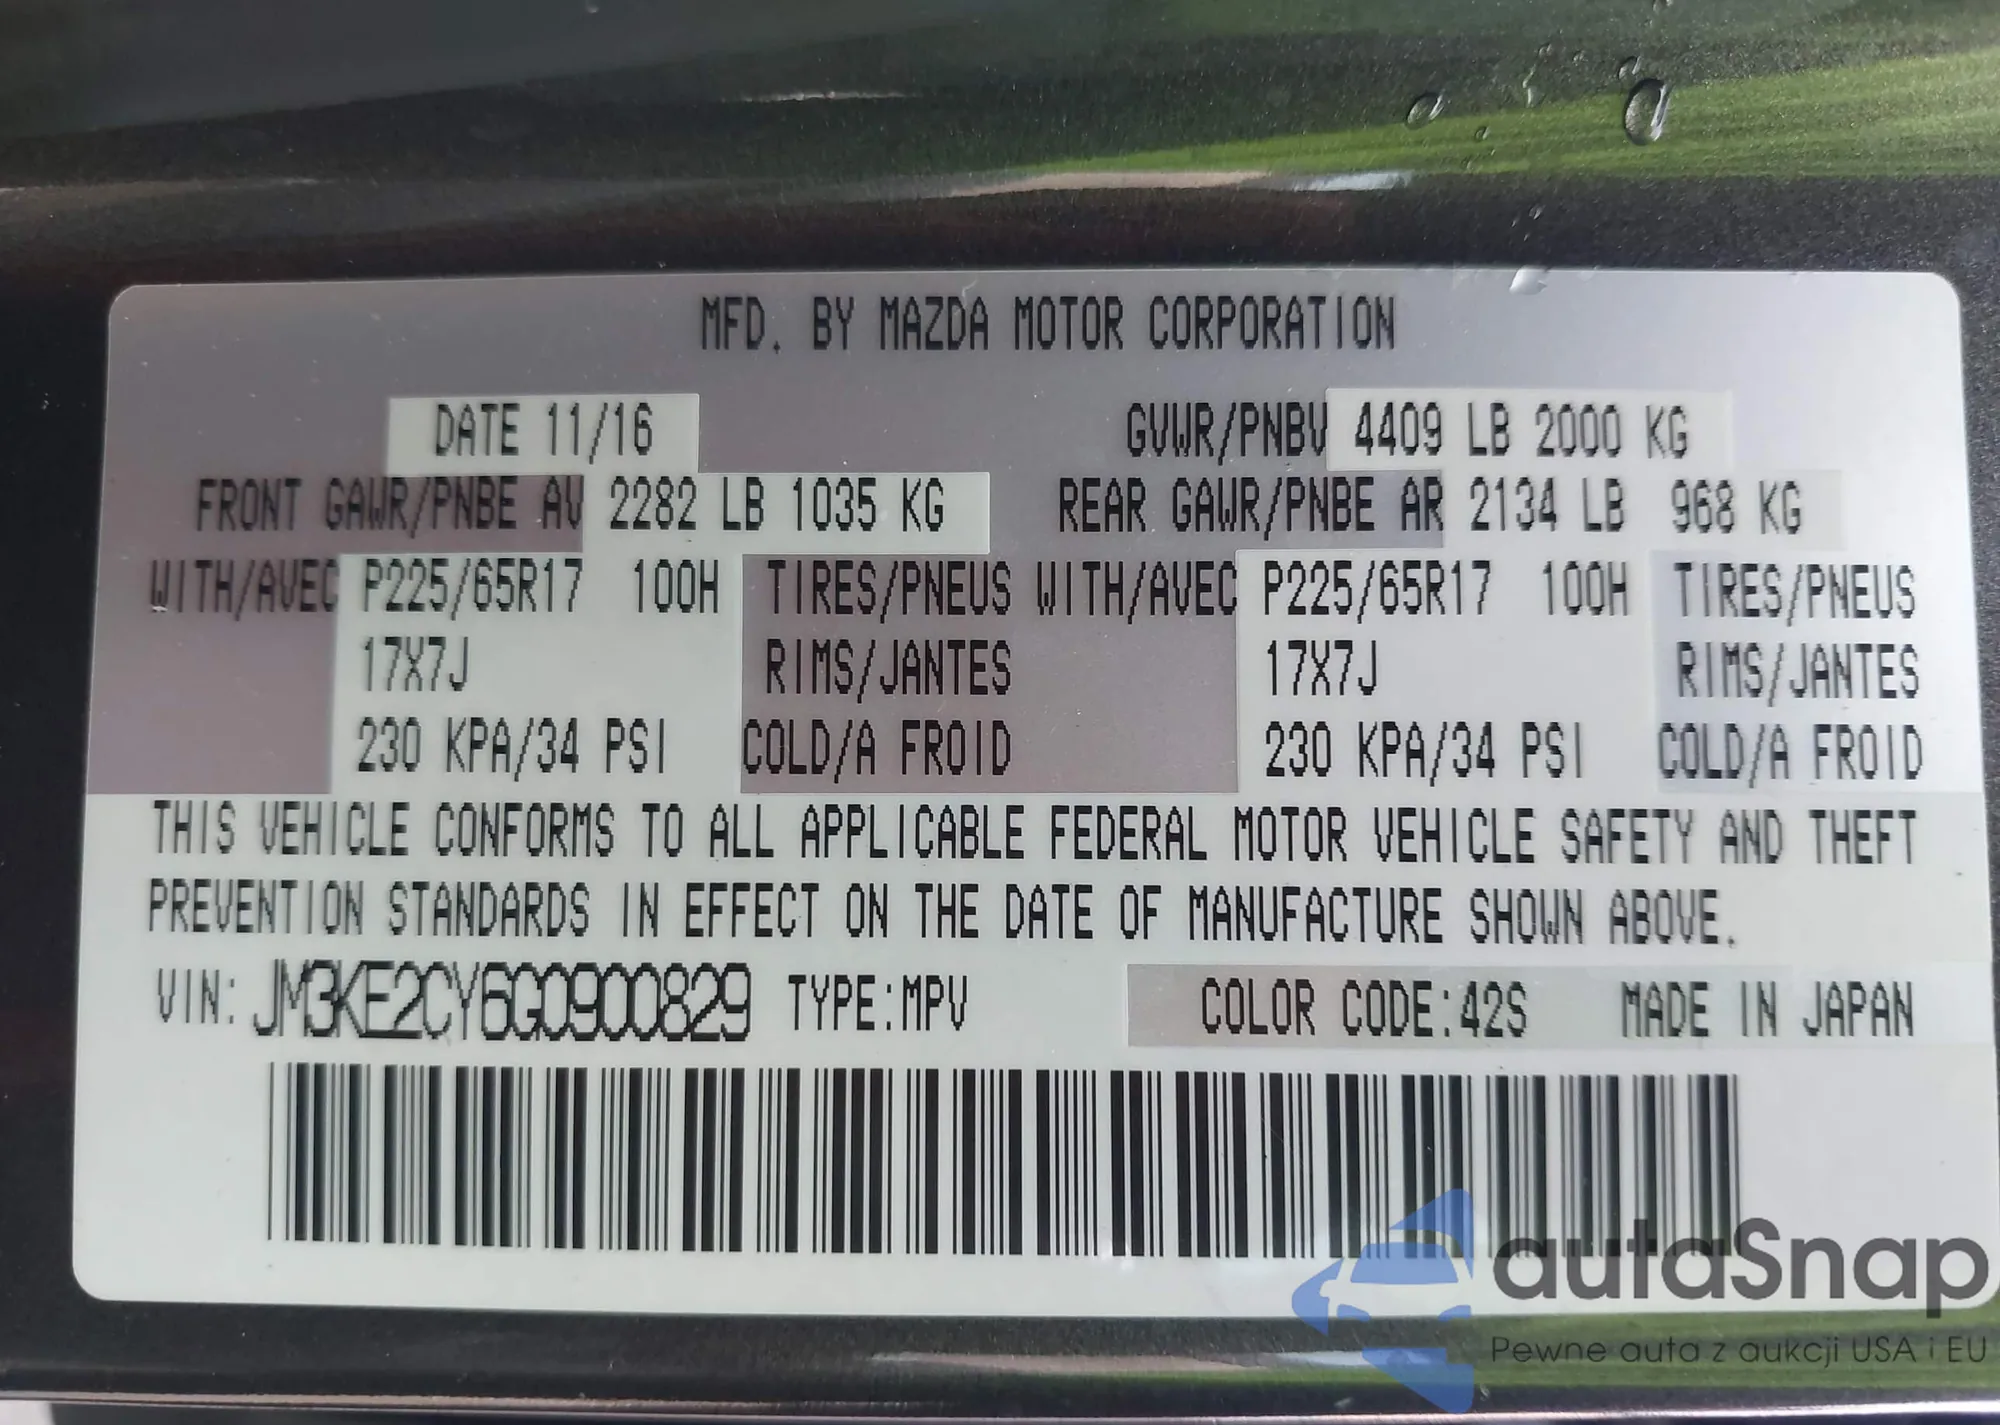 MFD. BY MAZDA MOTOR CORPORATION
DATE 11/16 GVWR/PNBV 4409 LB 2000 KG
FRONT GAWR/PNBE AV 2282 LB 1035 KG REAR GAWR/PNBE AR 2134 LB 968 KG
WITH/AVEC P225/65R17 100H TIRES/PNEUS WITH/AVEC P225/65R17 100H TIRES/PNEUS
17X7J RIMS/JANTES 17X7J RIMS/JANTES
230 KPA/34 PSI COLD/A FROID 230 KPA/34 PSI COLD/A FROID
THIS VEHICLE CONFORMS TO ALL APPLICABLE FEDERAL MOTOR VEHICLE SAFETY AND THEFT
PREVENTION STANDARDS IN EFFECT ON THE DATE OF MANUFACTURE SHOWN ABOVE.
VIN: JM3KE2CY6G0900829 TYPE:MPV COLOR CODE:42S MADE IN JAPAN
autaSnap
Pewne auta z aukcji USA i EU